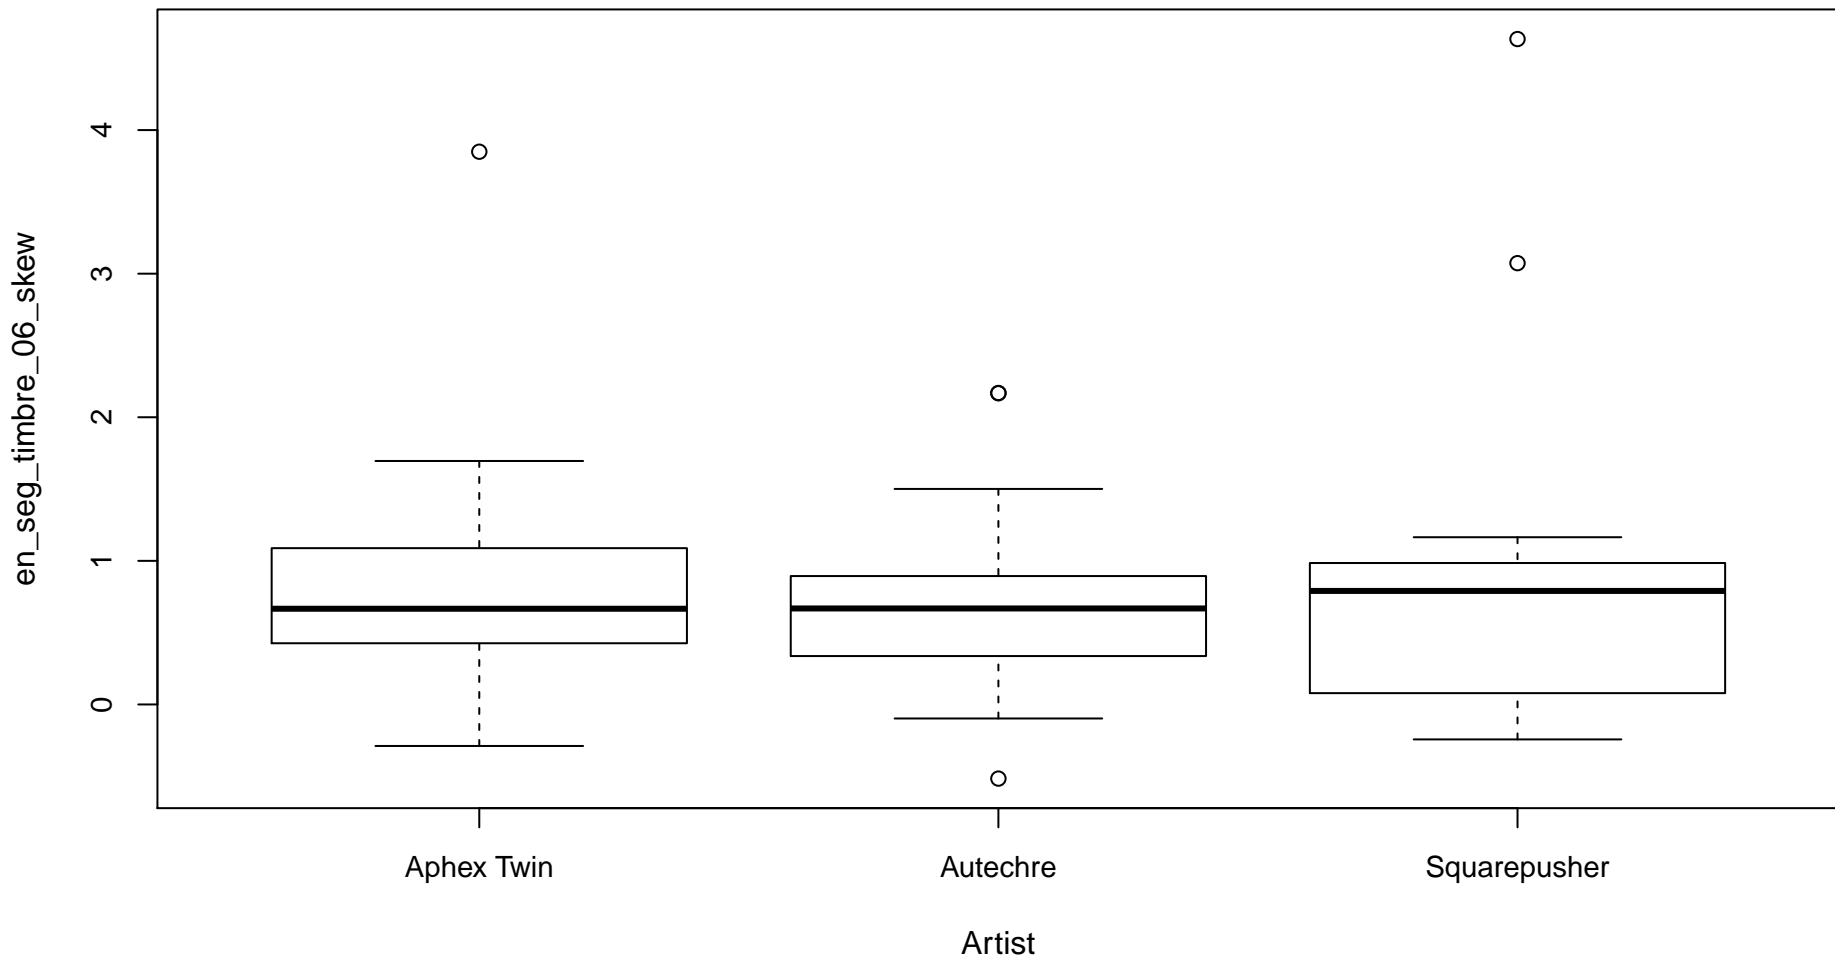 en_seg_timbre_06_skew
4
3
2
1
0
Aphex Twin
Autechre
Squarepusher
Artist